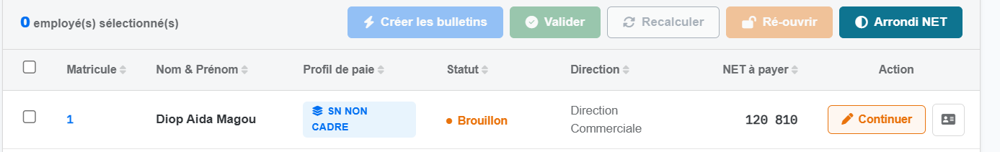 0 employé(s) sélectionné(s) Créer les bulletins Valider Recalculer Ré-ouvrir Arrondi NET
Matricule Nom & Prénom Profil de paie Statut Direction NET à payer Action
1 Diop Aida Magou SN NON CADRE Brouillon Direction Commerciale 120 810 Continuer